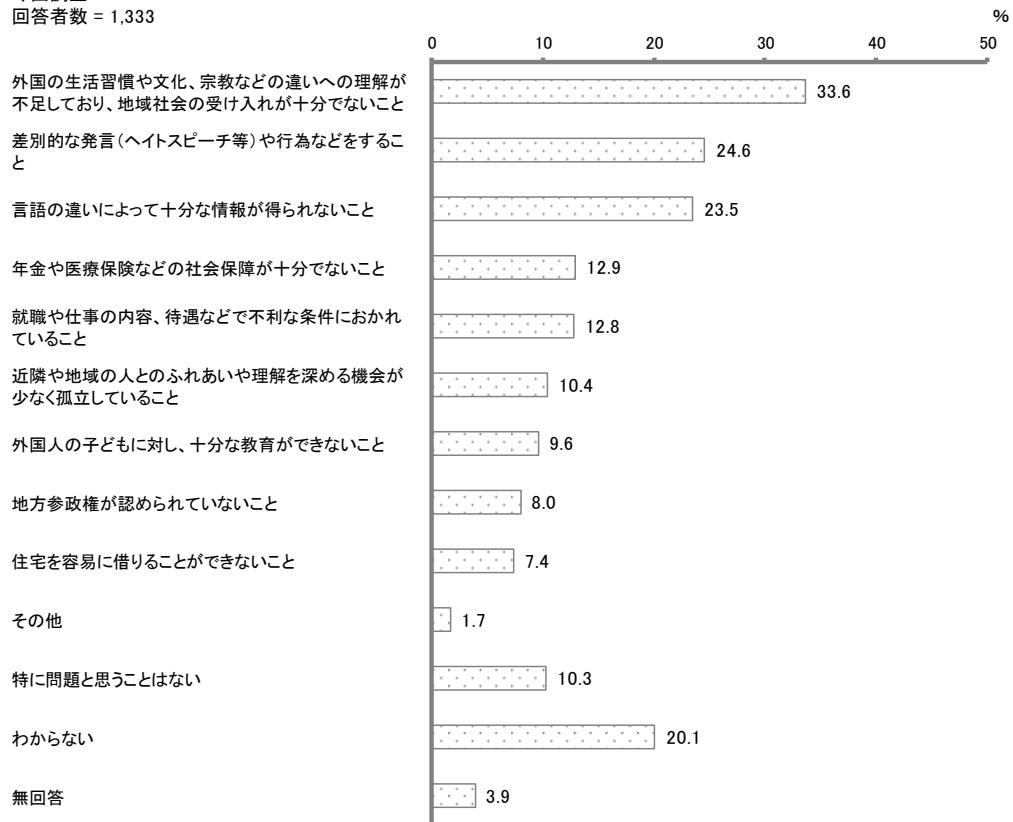 回答者数 = 1,333
%
0 10 20 30 40 50
外国の生活習慣や文化、宗教などの違いへの理解が
不足しており、地域社会の受け入れが十分でないこと
33.6
差別的な発言(ヘイトスピーチ等)や行為などをするこ
と
24.6
言語の違いによって十分な情報が得られないこと
23.5
年金や医療保険などの社会保障が十分でないこと
12.9
就職や仕事の内容、待遇などで不利な条件におかれ
ていること
12.8
近隣や地域の人とのふれあいや理解を深める機会が
少なく孤立していること
10.4
外国人の子どもに対し、十分な教育ができないこと
9.6
地方参政権が認められていないこと
8.0
住宅を容易に借りることができないこと
7.4
その他
1.7
特に問題と思うことはない
10.3
わからない
20.1
無回答
3.9